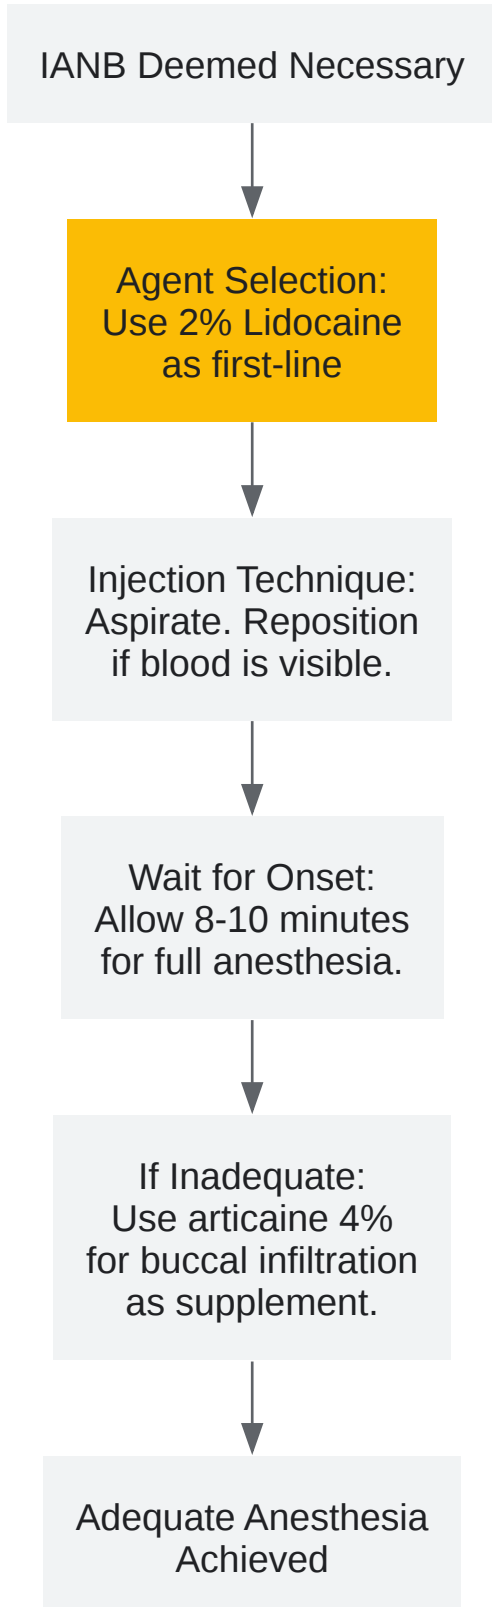 IANB Deemed Necessary
Agent Selection:
Use 2% Lidocaine
as first-line
Injection Technique:
Aspirate. Reposition
if blood is visible.
Wait for Onset:
Allow 8-10 minutes
for full anesthesia.
If Inadequate:
Use articaine 4%
for buccal infiltration
as supplement.
Adequate Anesthesia
Achieved